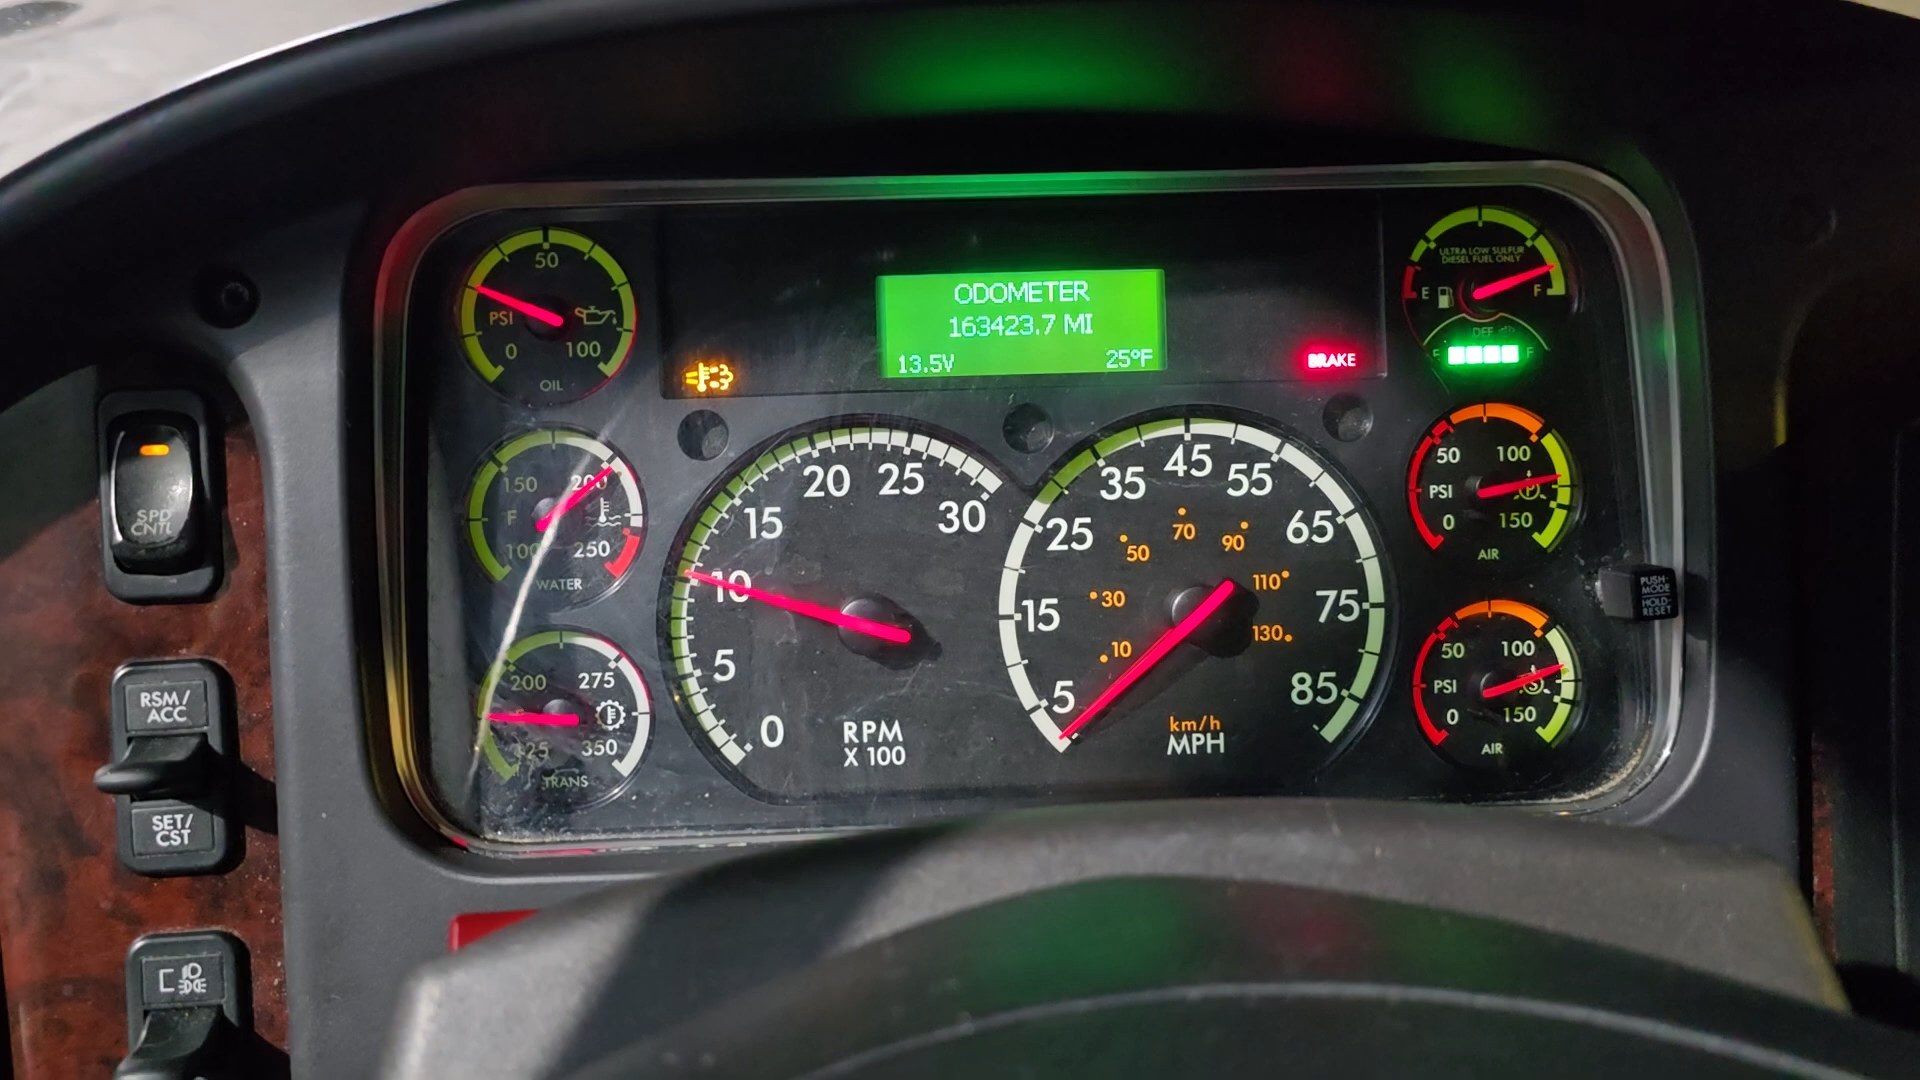 ODOMETER
163423.7 MI
13.5V 25°F
BRAKE
50
PSI
0 100
OIL
150 200
F
100 250
WATER
200 275
125 350
TRANS
20 25
15 30
10
5
0
RPM
X 100
35 45 55
25 65
15 75
5 85
50 70 90
30 110
10 130
km/h
MPH
ULTRA LOW SULFUR
DIESEL FUEL ONLY
E F
DEF
E F
50 100
PSI P
0 150
AIR
50 100
PSI S
0 150
AIR
PUSH-
MODE
HOLD-
RESET
SPD
CNTL
RSM/
ACC
SET/
CST